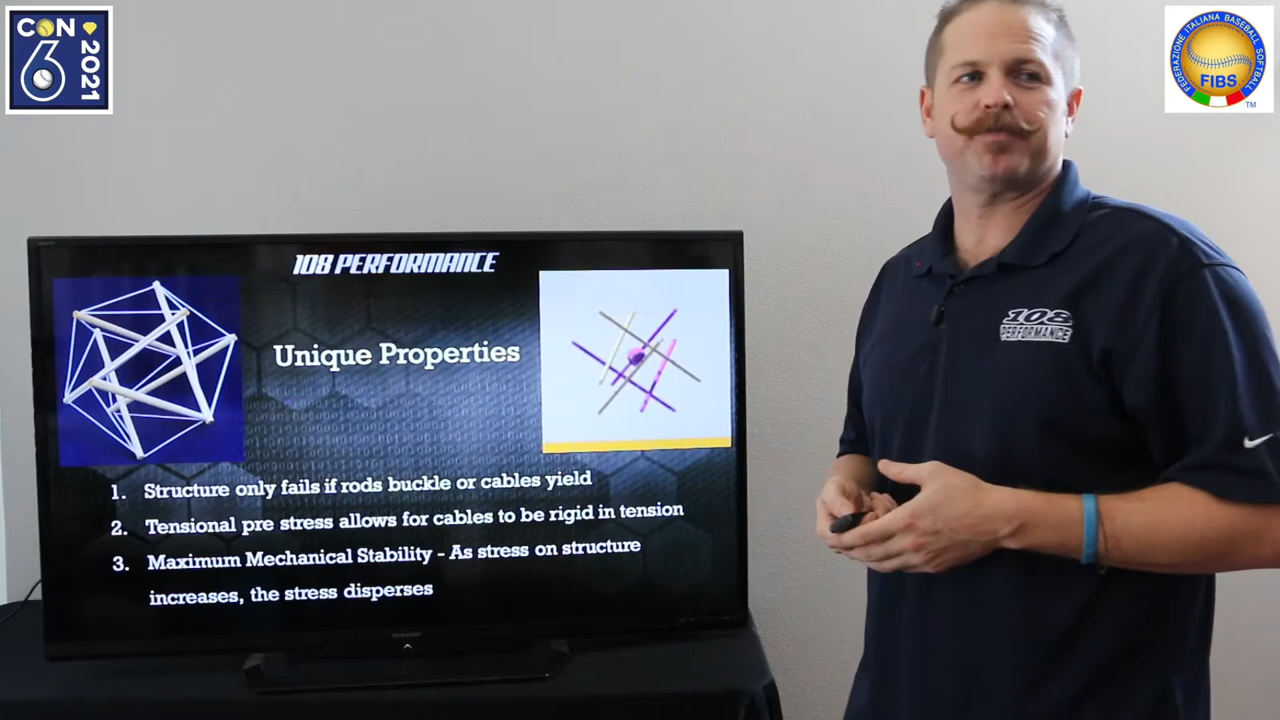 CON
6
2021
FEDERAZIONE ITALIANA BASEBALL SOFTBALL
FIBS
TM
108 PERFORMANCE
Unique Properties
1. Structure only fails if rods buckle or cables yield
2. Tensional pre stress allows for cables to be rigid in tension
3. Maximum Mechanical Stability - As stress on structure
increases, the stress disperses
SHARP
108
PERFORMANCE